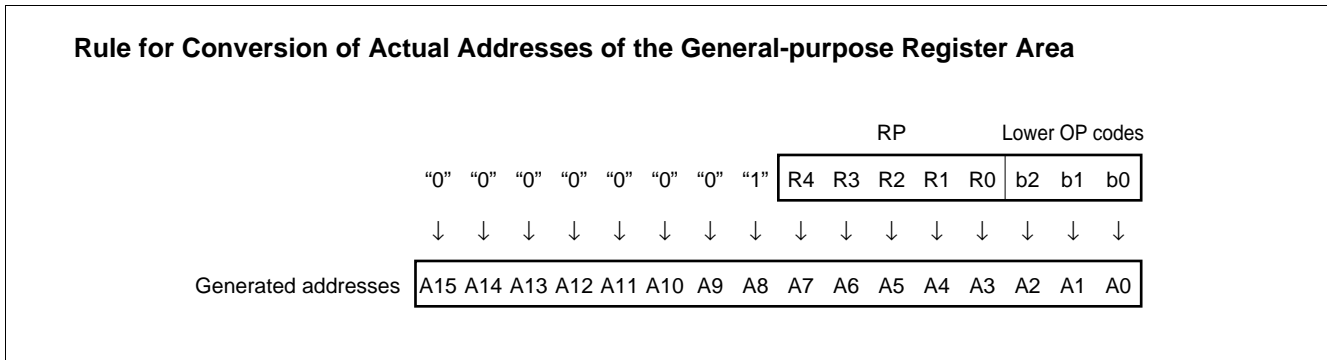 Rule for Conversion of Actual Addresses of the General-purpose Register Area
RP Lower OP codes
“0” “0” “0” “0” “0” “0” “0” “1” R4 R3 R2 R1 R0 b2 b1 b0
↓ ↓ ↓ ↓ ↓ ↓ ↓ ↓ ↓ ↓ ↓ ↓ ↓ ↓ ↓ ↓
Generated addresses A15 A14 A13 A12 A11 A10 A9 A8 A7 A6 A5 A4 A3 A2 A1 A0